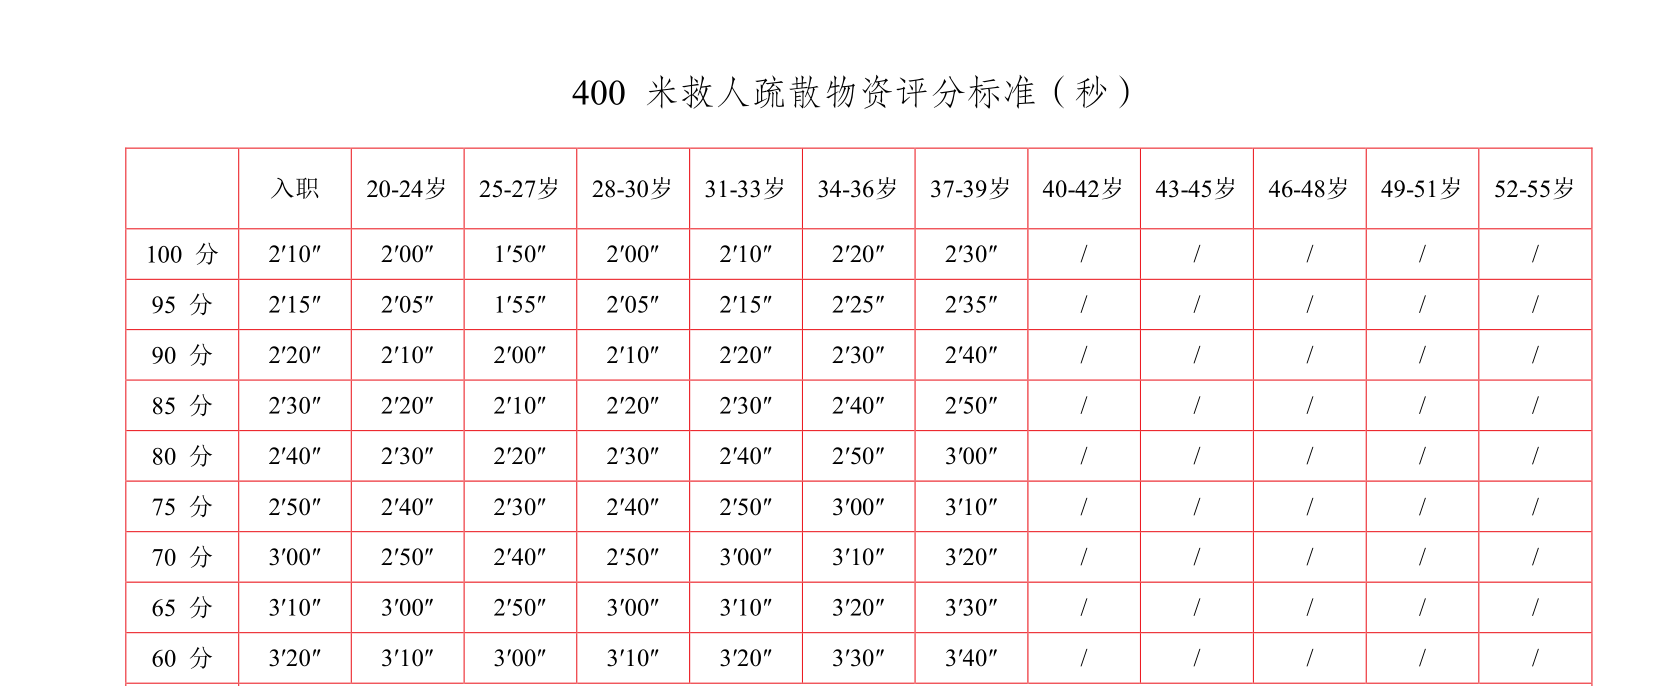 400 米救人疏散物资评分标准（秒）
入职 20-24岁 25-27岁 28-30岁 31-33岁 34-36岁 37-39岁 40-42岁 43-45岁 46-48岁 49-51岁 52-55岁
100 分 2′10″ 2′00″ 1′50″ 2′00″ 2′10″ 2′20″ 2′30″ / / / / /
95 分 2′15″ 2′05″ 1′55″ 2′05″ 2′15″ 2′25″ 2′35″ / / / / /
90 分 2′20″ 2′10″ 2′00″ 2′10″ 2′20″ 2′30″ 2′40″ / / / / /
85 分 2′30″ 2′20″ 2′10″ 2′20″ 2′30″ 2′40″ 2′50″ / / / / /
80 分 2′40″ 2′30″ 2′20″ 2′30″ 2′40″ 2′50″ 3′00″ / / / / /
75 分 2′50″ 2′40″ 2′30″ 2′40″ 2′50″ 3′00″ 3′10″ / / / / /
70 分 3′00″ 2′50″ 2′40″ 2′50″ 3′00″ 3′10″ 3′20″ / / / / /
65 分 3′10″ 3′00″ 2′50″ 3′00″ 3′10″ 3′20″ 3′30″ / / / / /
60 分 3′20″ 3′10″ 3′00″ 3′10″ 3′20″ 3′30″ 3′40″ / / / / /